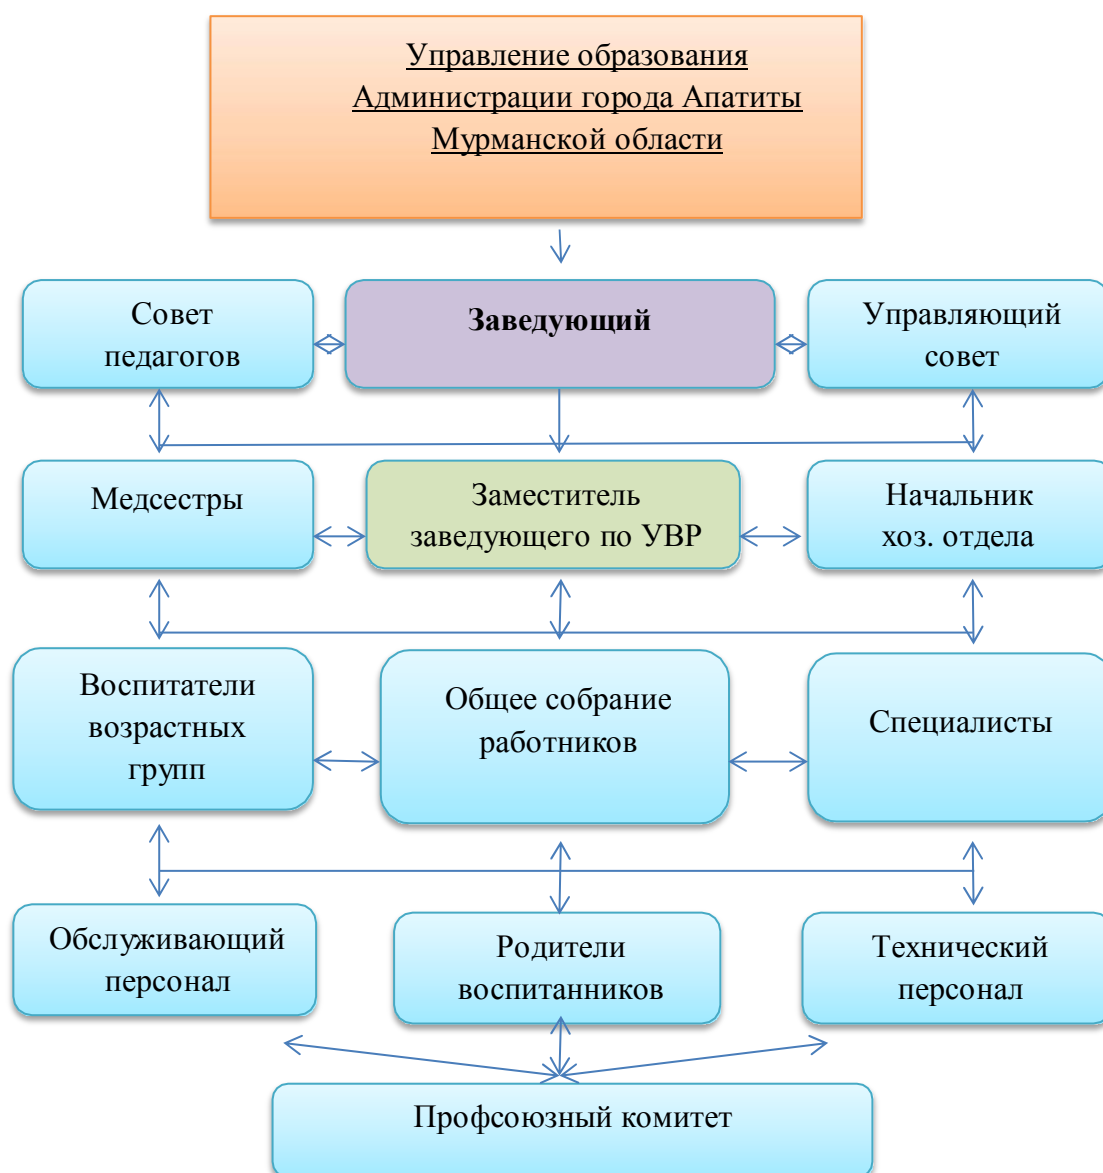 Управление образования
Администрации города Апатиты
Мурманской области
Совет
педагогов
Заведующий
Управляющий
совет
Медсестры
Заместитель
заведующего по УВР
Начальник
хоз. отдела
Воспитатели
возрастных
групп
Общее собрание
работников
Специалисты
Обслуживающий
персонал
Родители
воспитанников
Технический
персонал
Профсоюзный комитет